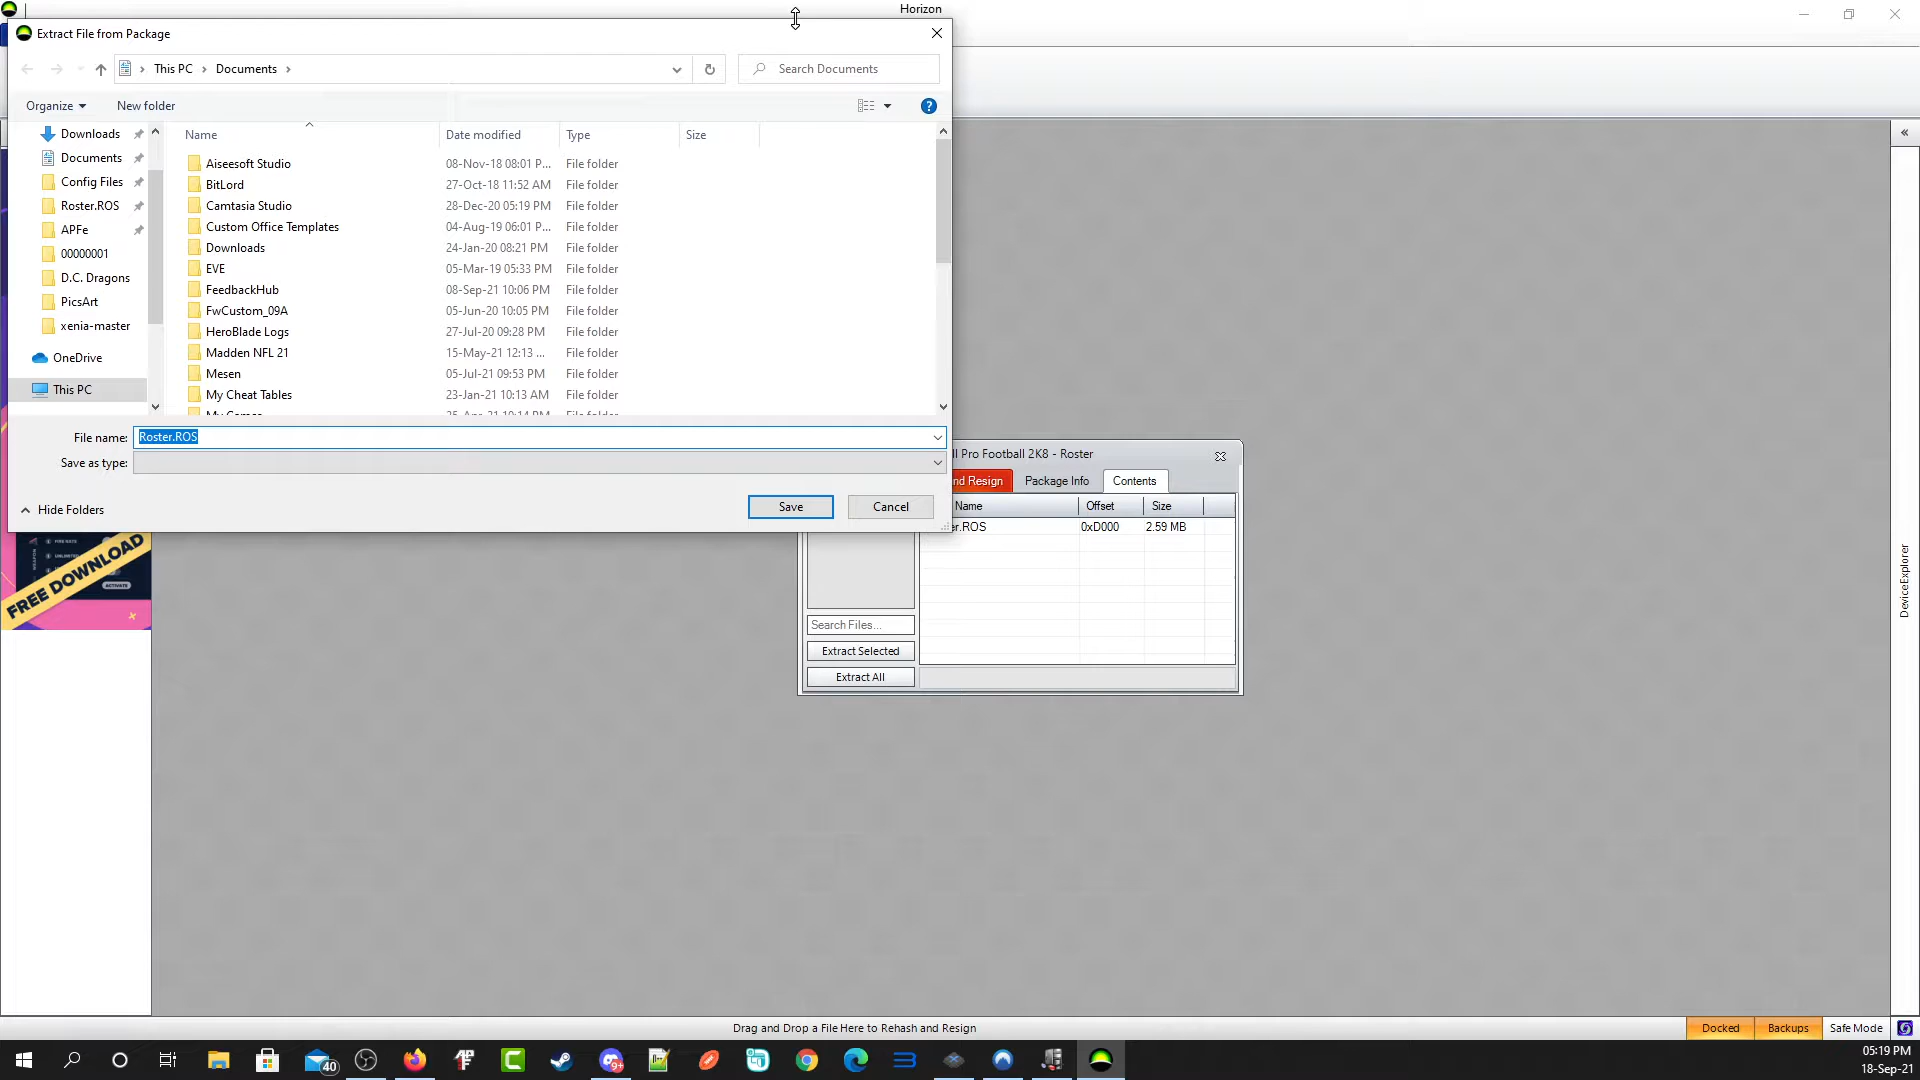 Horizon
Extract File from Package
This PC
Documents
Search Documents
Organize
New folder
?
Downloads
Documents
Config Files
Roster.ROS
APFe
00000001
D.C. Dragons
PicsArt
xenia-master
OneDrive
This PC
Name Date modified Type Size
Aiseesoft Studio 08-Nov-18 08:01 P... File folder
BitLord 27-Oct-18 11:52 AM File folder
Camtasia Studio 28-Dec-20 05:19 PM File folder
Custom Office Templates 04-Aug-19 06:01 P... File folder
Downloads 24-Jan-20 08:21 PM File folder
EVE 05-Mar-19 05:33 PM File folder
FeedbackHub 08-Sep-21 10:06 PM File folder
FwCustom_09A 05-Jun-20 10:05 PM File folder
HeroBlade Logs 27-Jul-20 09:28 PM File folder
Madden NFL 21 15-May-21 12:13 ... File folder
Mesen 05-Jul-21 09:53 PM File folder
My Cheat Tables 23-Jan-21 10:13 AM File folder
File name: Roster.ROS
Save as type:
Hide Folders
Save
Cancel
ll Pro Football 2K8 - Roster
nd Resign
Package Info
Contents
Name Offset Size
er.ROS 0xD000 2.59 MB
Search Files...
Extract Selected
Extract All
FREE DOWNLOAD
ACTIVATE
DeviceExplorer
Drag and Drop a File Here to Rehash and Resign
Docked
Backups
Safe Mode
40
9+
05:19 PM
18-Sep-21